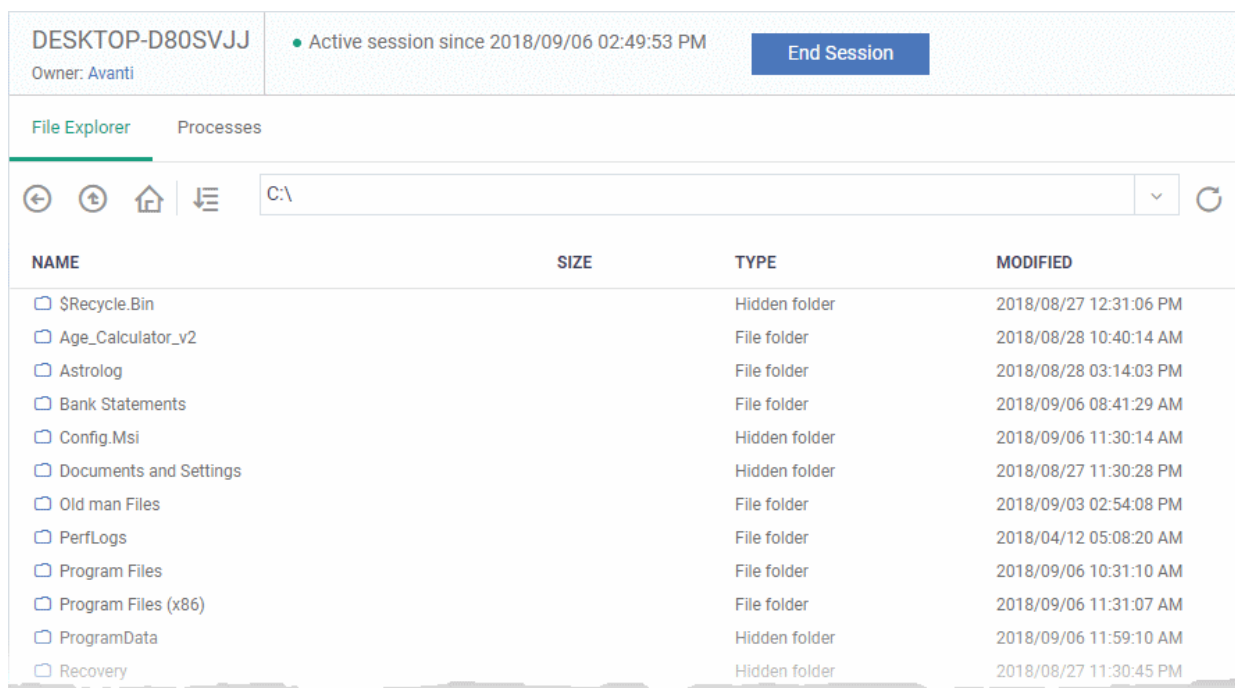 DESKTOP-D80SVJJ
Owner: Avanti
Active session since 2018/09/06 02:49:53 PM
End Session
File Explorer Processes
C:\
NAME SIZE TYPE MODIFIED
$Recycle.Bin Hidden folder 2018/08/27 12:31:06 PM
Age_Calculator_v2 File folder 2018/08/28 10:40:14 AM
Astrolog File folder 2018/08/28 03:14:03 PM
Bank Statements File folder 2018/09/06 08:41:29 AM
Config.Msi Hidden folder 2018/09/06 11:30:14 AM
Documents and Settings Hidden folder 2018/08/27 11:30:28 PM
Old man Files File folder 2018/09/03 02:54:08 PM
PerfLogs File folder 2018/04/12 05:08:20 AM
Program Files File folder 2018/09/06 10:31:10 AM
Program Files (x86) File folder 2018/09/06 11:31:07 AM
ProgramData Hidden folder 2018/09/06 11:59:10 AM
Recovery Hidden folder 2018/08/27 11:30:45 PM